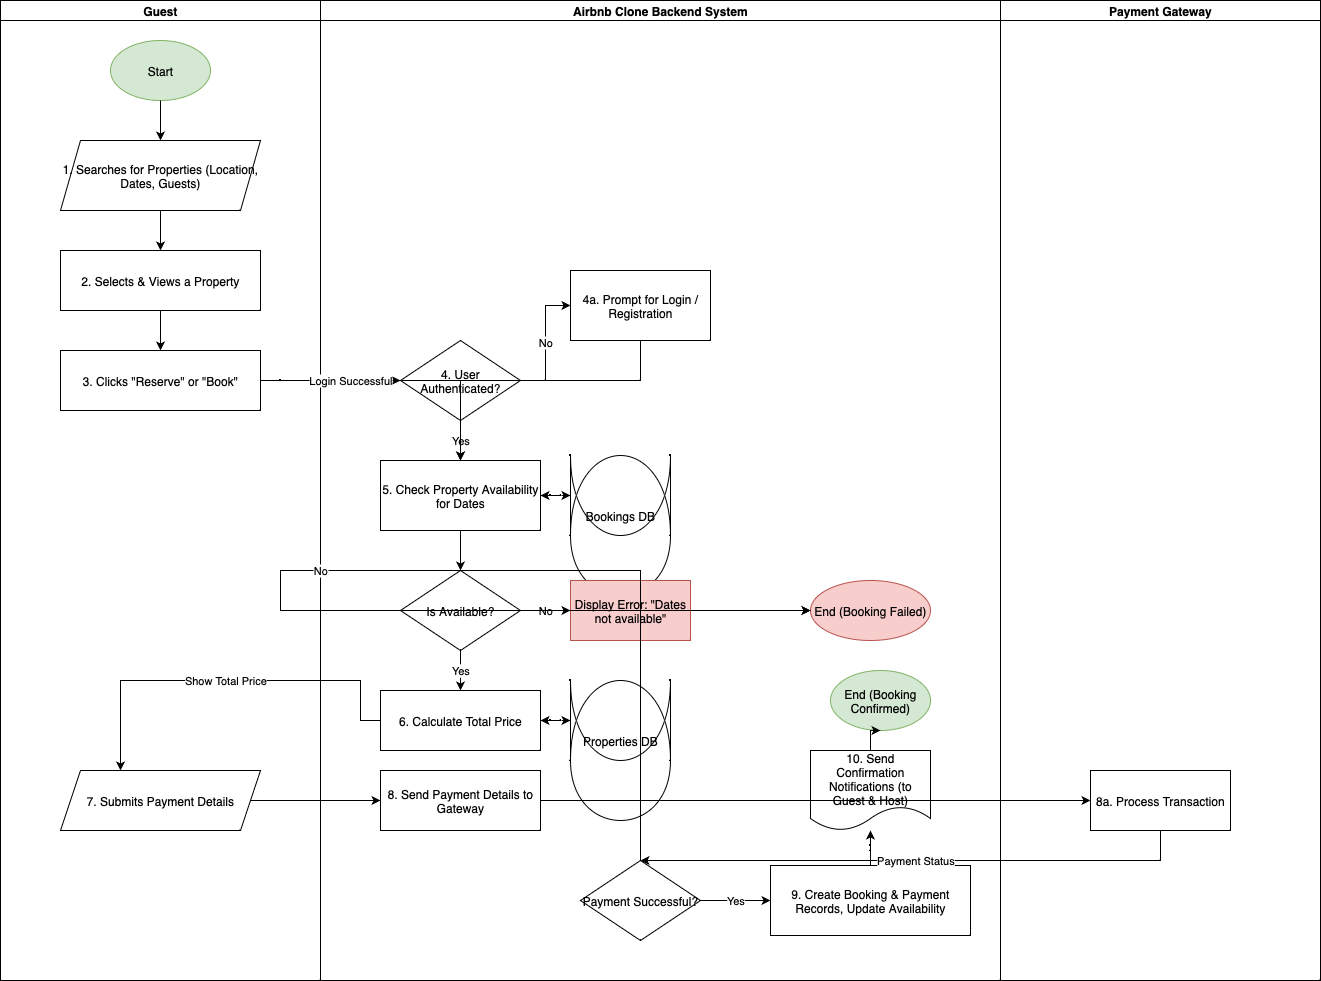 Guest
Airbnb Clone Backend System
Payment Gateway
Start
1. Searches for Properties (Location,
Dates, Guests)
2. Selects & Views a Property
4a. Prompt for Login /
Registration
No
3. Clicks "Reserve" or "Book"
Login Successful
4. User
Authenticated?
Yes
5. Check Property Availability
for Dates
Bookings DB
No
Is Available?
No
Display Error: "Dates
not available"
End (Booking Failed)
Yes
Show Total Price
6. Calculate Total Price
Properties DB
End (Booking
Confirmed)
7. Submits Payment Details
8. Send Payment Details to
Gateway
10. Send
Confirmation
Notifications (to
Guest & Host)
8a. Process Transaction
Payment Status
Payment Successful?
Yes
9. Create Booking & Payment
Records, Update Availability